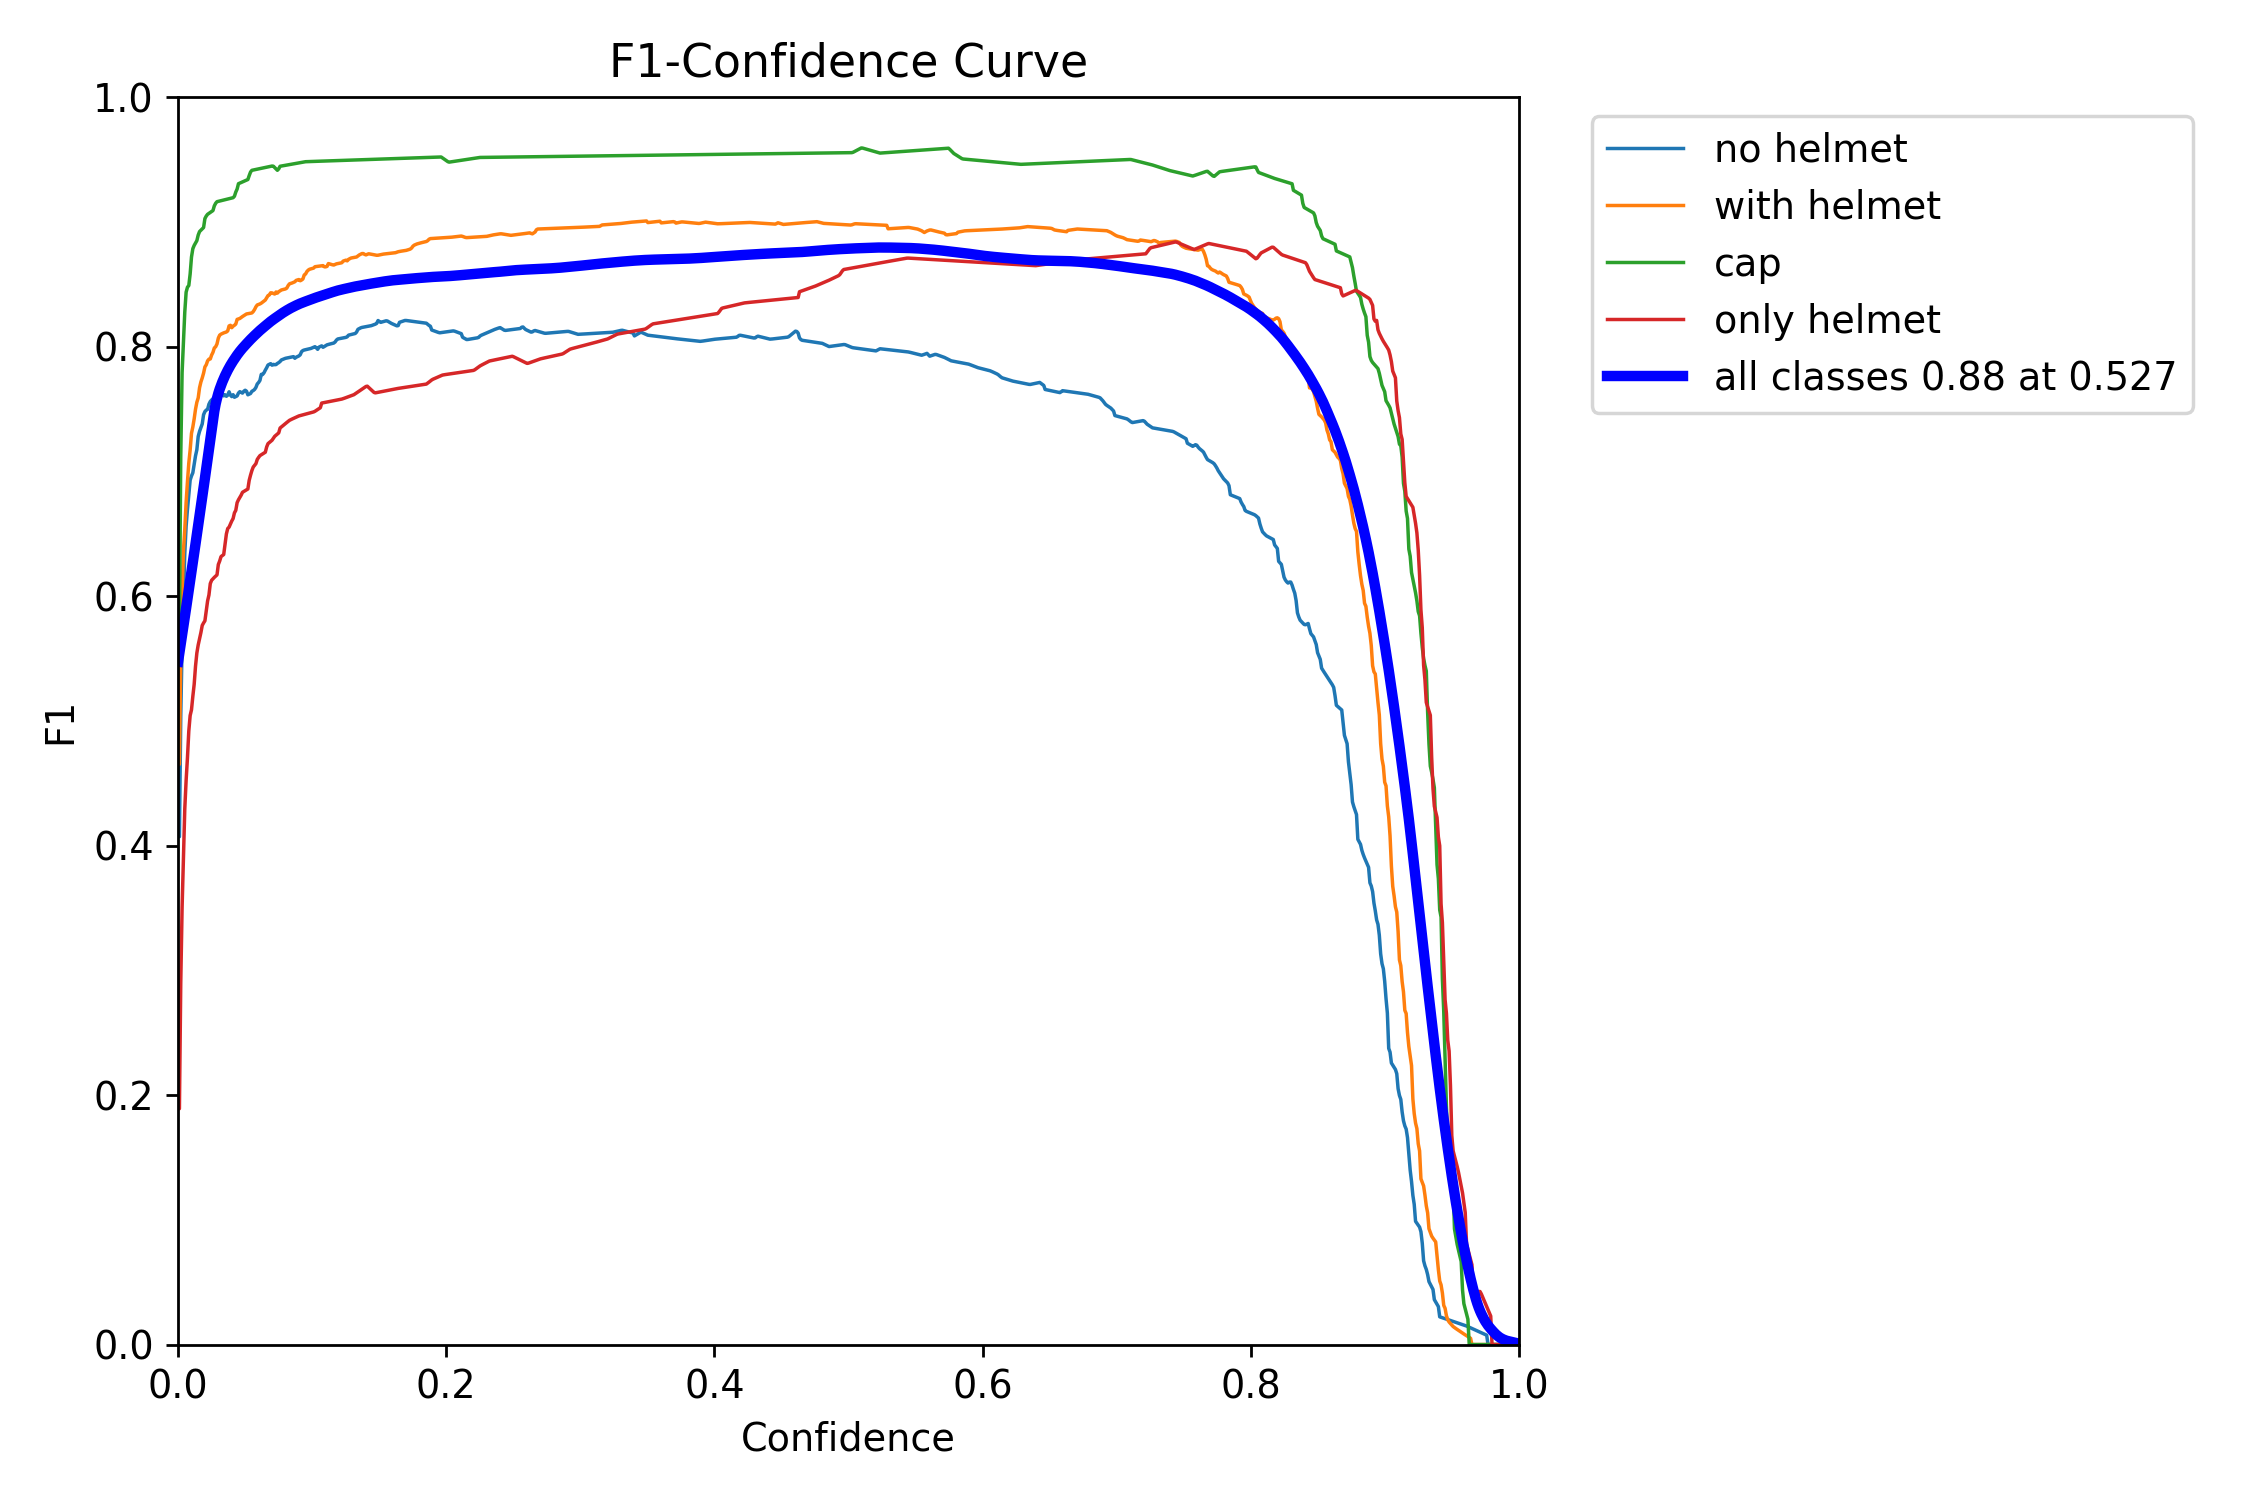 F1-Confidence Curve
1.0
0.8
0.6
0.4
0.2
0.0
F1
0.0 0.2 0.4 0.6 0.8 1.0
Confidence
no helmet
with helmet
cap
only helmet
all classes 0.88 at 0.527